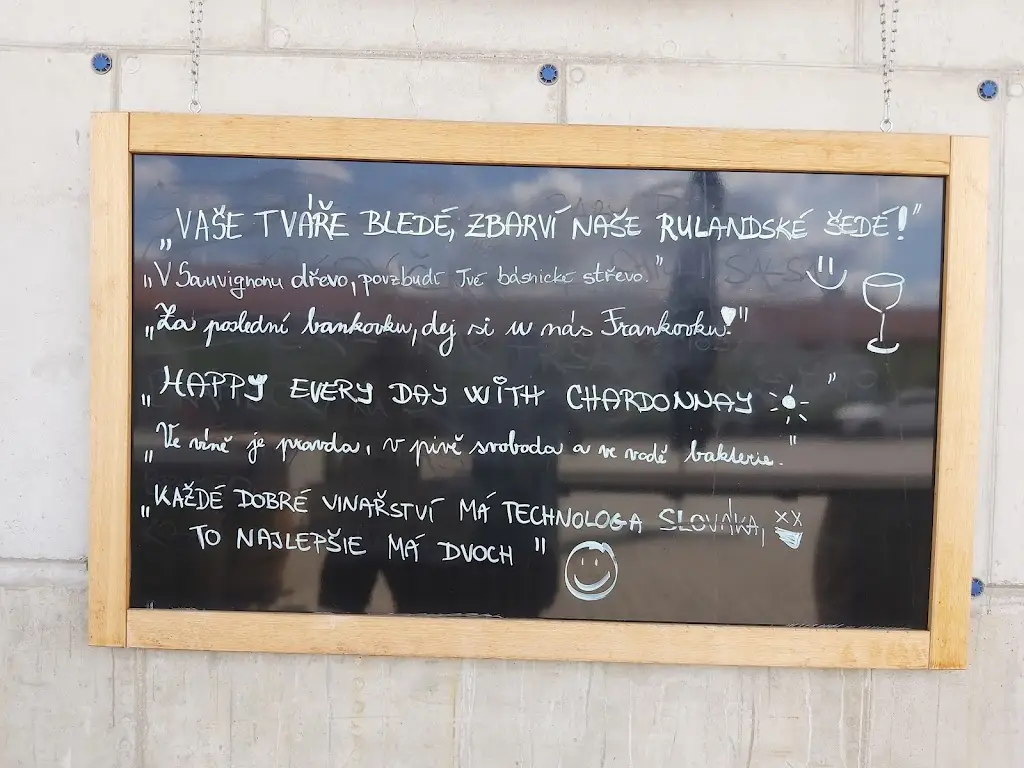 „VAŠE TVÁŘE BLEDÉ, ZBARVÍ NAŠE RULANDSKÉ ŠEDÉ!"
„V Sauvignonu dřevo, povzbudí Tvé básnické střevo."
„Za poslední bankovku, dej si u nás Frankovku!"
„HAPPY EVERY DAY WITH CHARDONNAY"
„Ve víně je pravda, v pivě svoboda a ve vodě bakterie."
„KAŽDÉ DOBRÉ VINAŘSTVÍ MÁ TECHNOLOGA SLOVÁKA, XX
TO NAJLEPŠIE MÁ DVOCH"